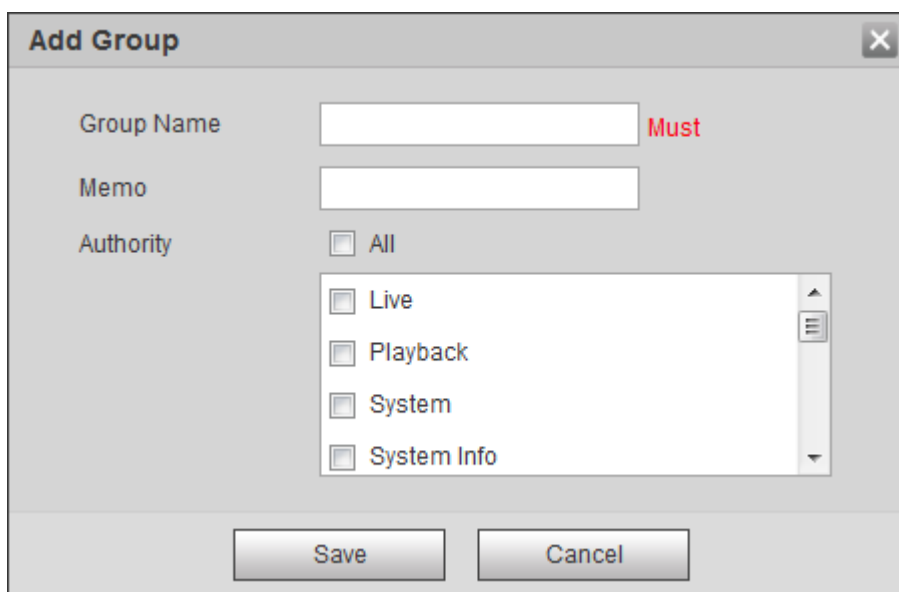 Add Group
Group Name Must
Memo
Authority All
Live
Playback
System
System Info
Save Cancel